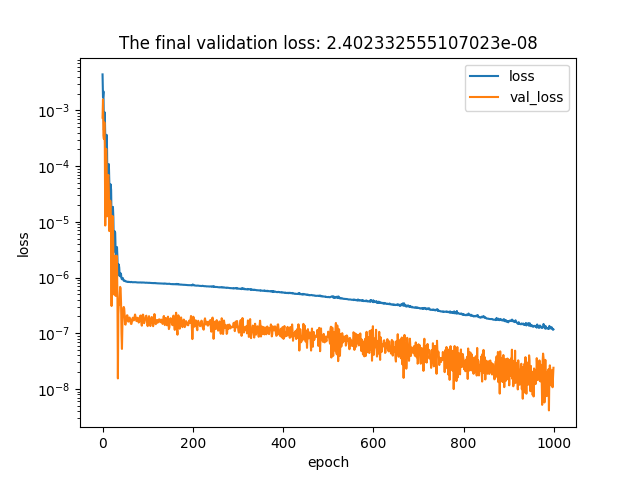 The final validation loss: 2.402332555107023e-08
loss
val_loss
10⁻³
10⁻⁴
10⁻⁵
10⁻⁶
10⁻⁷
10⁻⁸
loss
0 200 400 600 800 1000
epoch